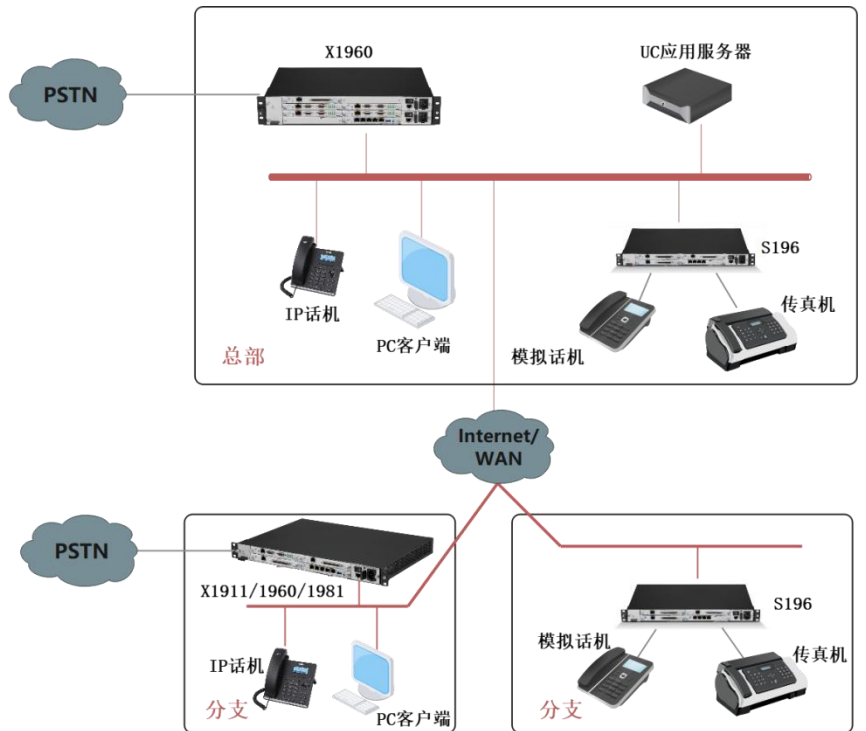 X1960
UC应用服务器
PSTN
S196
IP话机
PC客户端
模拟话机
传真机
总部
Internet/
WAN
PSTN
X1911/1960/1981
IP话机
PC客户端
分支
S196
模拟话机
传真机
分支